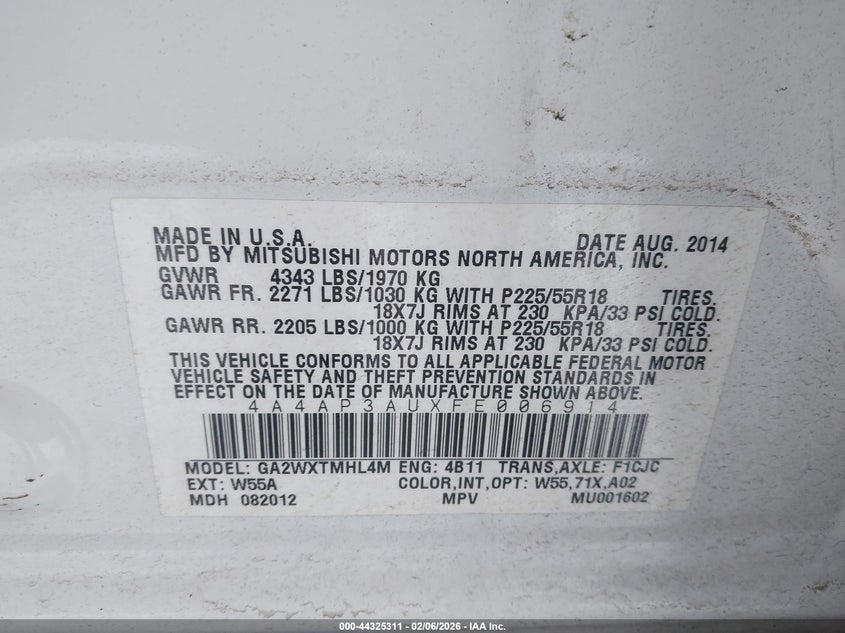 MADE IN U.S.A. DATE AUG. 2014
MFD BY MITSUBISHI MOTORS NORTH AMERICA, INC.
GVWR 4343 LBS/1970 KG
GAWR FR. 2271 LBS/1030 KG WITH P225/55R18 TIRES.
18X7J RIMS AT 230 KPA/33 PSI COLD.
GAWR RR. 2205 LBS/1000 KG WITH P225/55R18 TIRES.
18X7J RIMS AT 230 KPA/33 PSI COLD.
THIS VEHICLE CONFORMS TO ALL APPLICABLE FEDERAL MOTOR
VEHICLE SAFETY AND THEFT PREVENTION STANDARDS IN
EFFECT ON THE DATE OF MANUFACTURE SHOWN ABOVE.
4A4AP3AUXFE006914
MODEL: GA2WXTMHL4M ENG: 4B11 TRANS,AXLE: F1CJC
EXT: W55A COLOR,INT,OPT: W55,71X,A02
MDH 082012 MPV MU001602
000-44325311 - 02/06/2026 - IAA Inc.